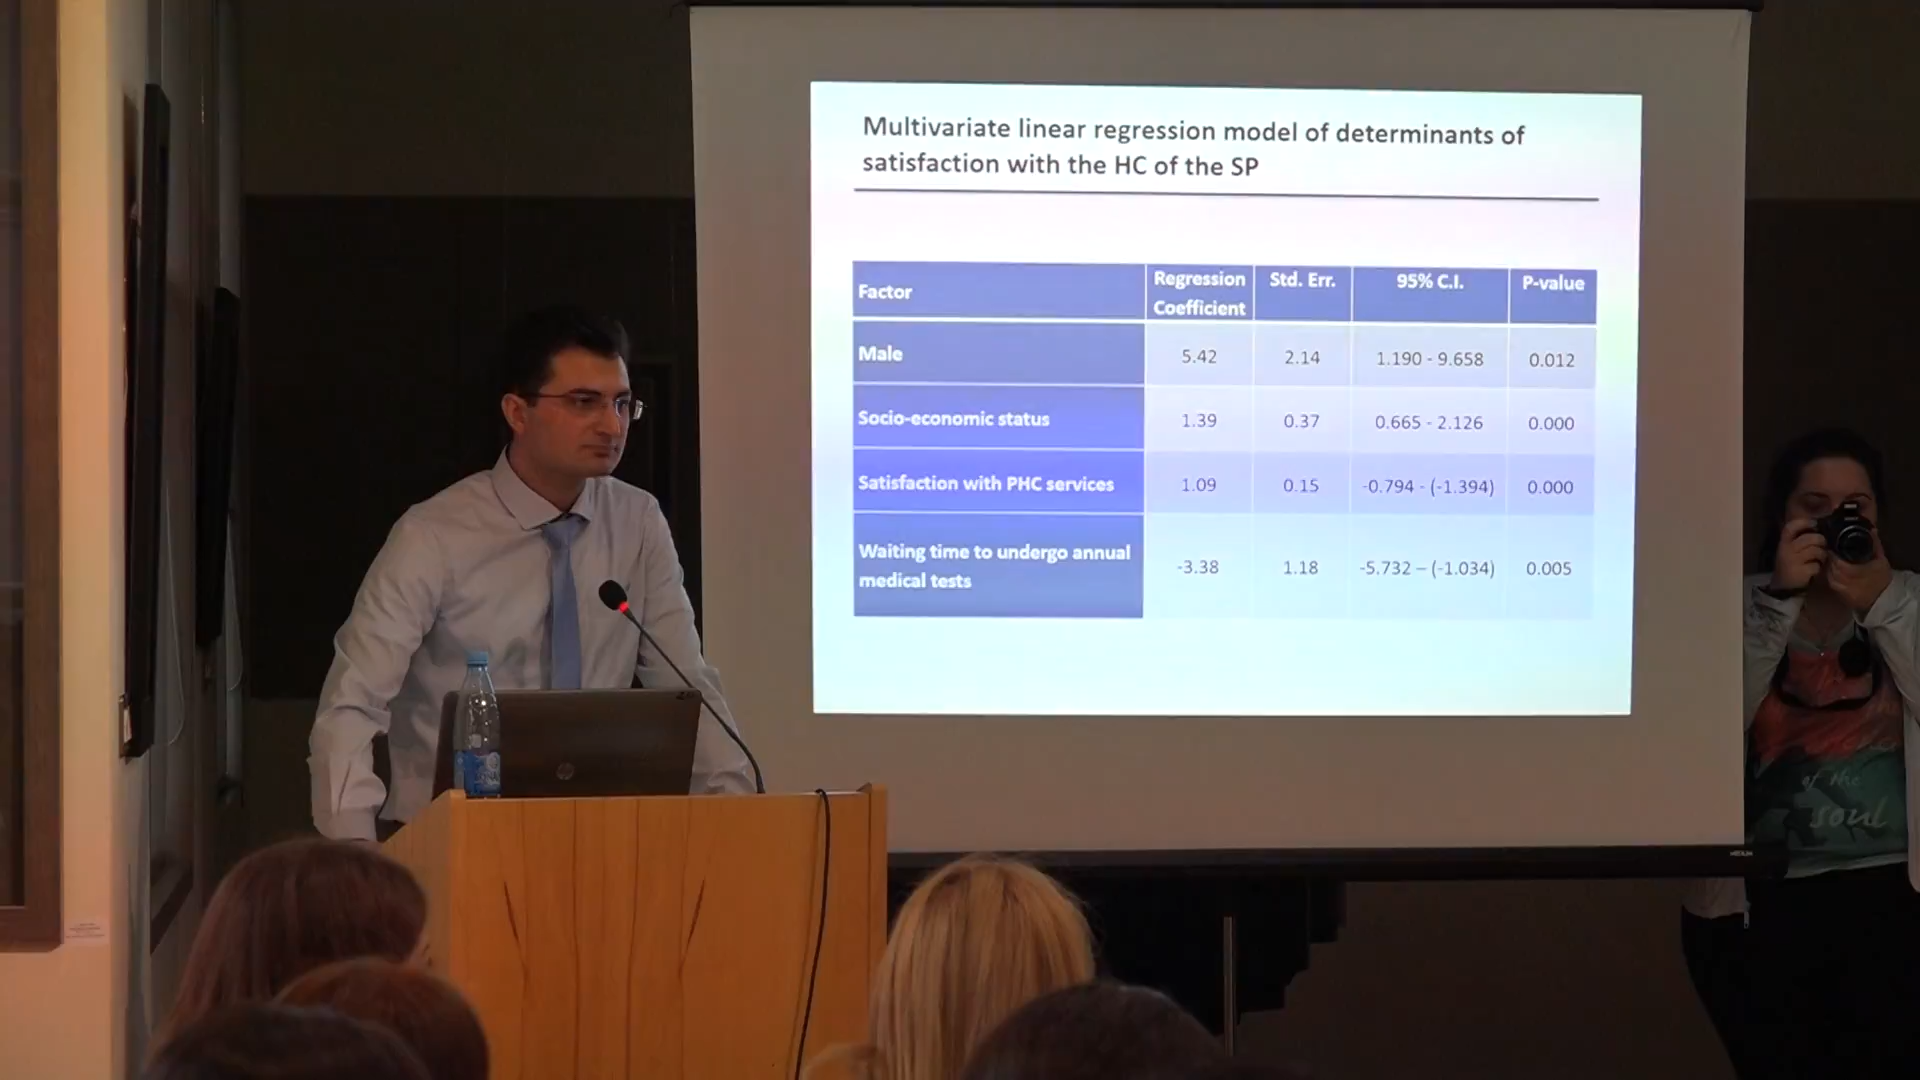 Multivariate linear regression model of determinants of
satisfaction with the HC of the SP
Factor
Regression
Coefficient
Std. Err.
95% C.I.
P-value
Male
5.42
2.14
1.190 - 9.658
0.012
Socio-economic status
1.39
0.37
0.665 - 2.126
0.000
Satisfaction with PHC services
1.09
0.15
-0.794 - (-1.394)
0.000
Waiting time to undergo annual
medical tests
-3.38
1.18
-5.732 – (-1.034)
0.005
of the
soul
hp